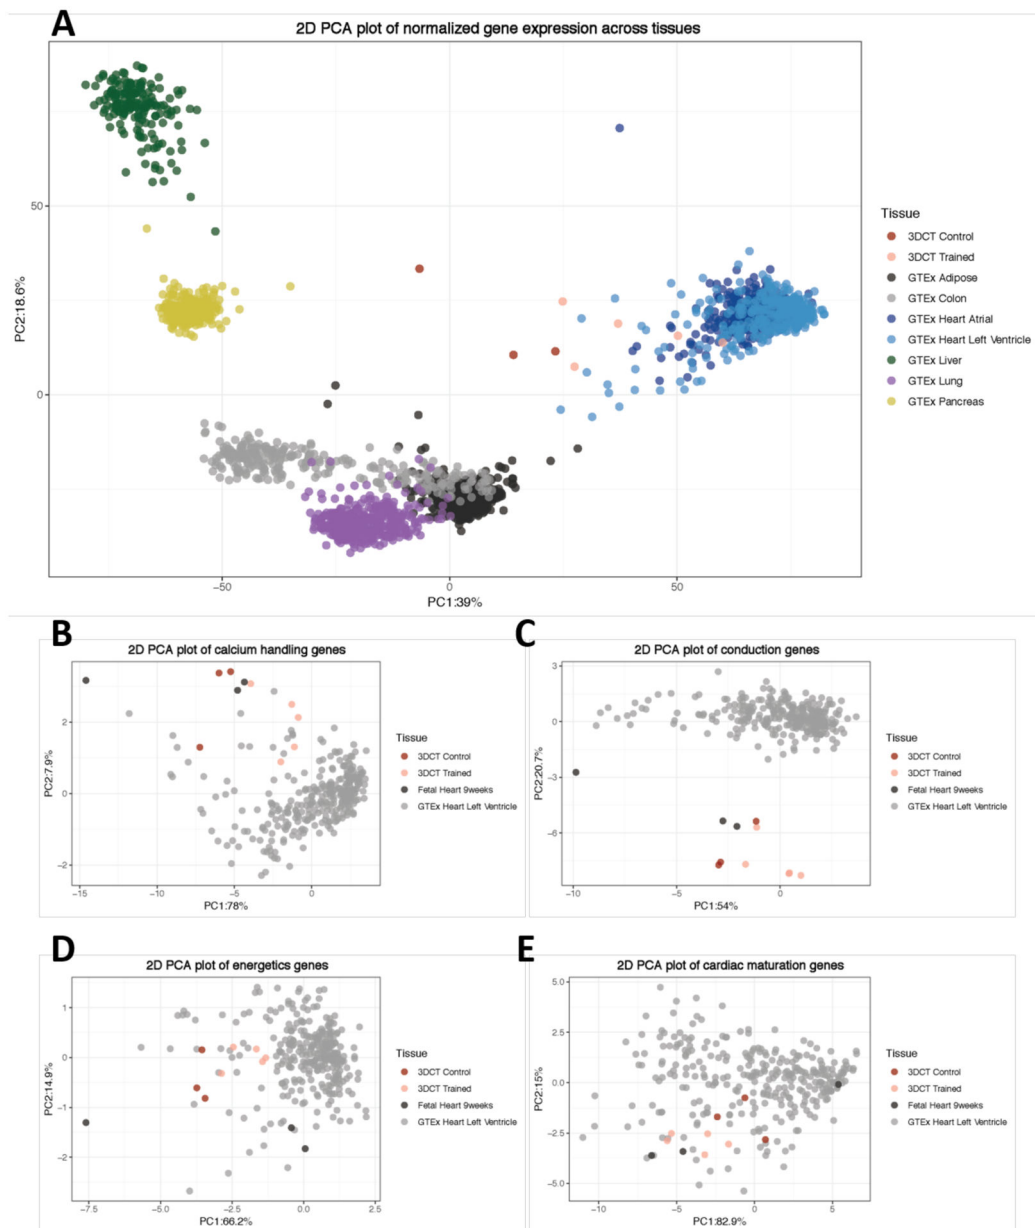 A
2D PCA plot of normalized gene expression across tissues
PC2:18.6%
50
0
−50
0
50
PC1:39%
Tissue
3DCT Control
3DCT Trained
GTEx Adipose
GTEx Colon
GTEx Heart Atrial
GTEx Heart Left Ventricle
GTEx Liver
GTEx Lung
GTEx Pancreas
B
2D PCA plot of calcium handling genes
PC2:7.9%
2
0
−2
−15
−10
−5
0
PC1:78%
Tissue
3DCT Control
3DCT Trained
Fetal Heart 9weeks
GTEx Heart Left Ventricle
C
2D PCA plot of conduction genes
PC2:20.7%
3
0
−3
−6
−10
−5
0
PC1:54%
Tissue
3DCT Control
3DCT Trained
Fetal Heart 9weeks
GTEx Heart Left Ventricle
D
2D PCA plot of energetics genes
PC2:14.9%
1
0
−1
−2
−7.5
−5.0
−2.5
0.0
2.5
PC1:66.2%
Tissue
3DCT Control
3DCT Trained
Fetal Heart 9weeks
GTEx Heart Left Ventricle
E
2D PCA plot of cardiac maturation genes
PC2:15%
5.0
2.5
0.0
−2.5
−5.0
−10
−5
0
5
PC1:82.9%
Tissue
3DCT Control
3DCT Trained
Fetal Heart 9weeks
GTEx Heart Left Ventricle